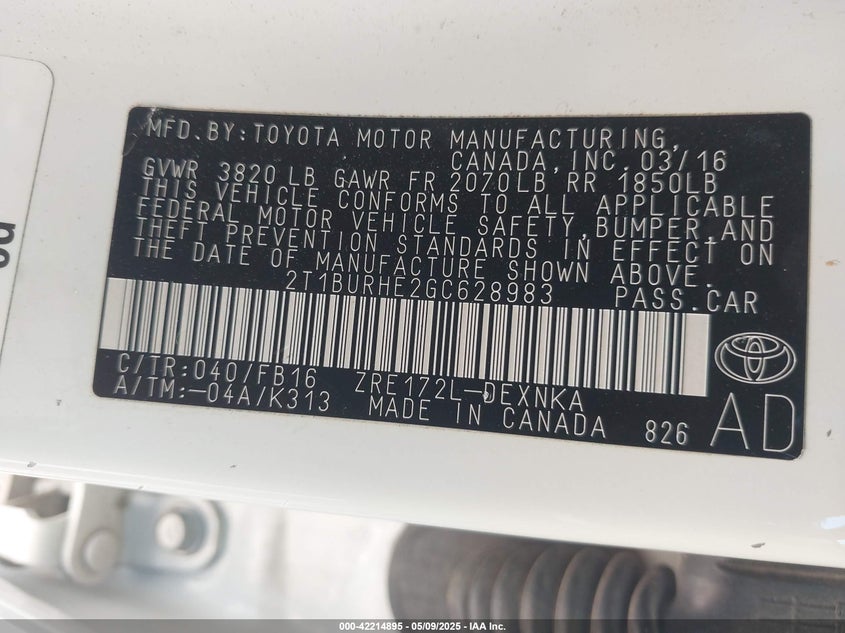 MFD.BY:TOYOTA MOTOR MANUFACTURING,
CANADA,INC.03/16
GVWR 3820 LB GAWR FR 2070LB RR 1850LB
THIS VEHICLE CONFORMS TO ALL APPLICABLE
FEDERAL MOTOR VEHICLE SAFETY,BUMPER,AND
THEFT PREVENTION STANDARDS IN EFFECT ON
THE DATE OF MANUFACTURE SHOWN ABOVE.
2T1BURHE2GC628983 PASS.CAR
C/TR:040/FB16 ZRE172L-DEXNKA
A/TM:-04A/K313 MADE IN CANADA 826 AD
000-42214895 - 05/09/2025 - IAA Inc.